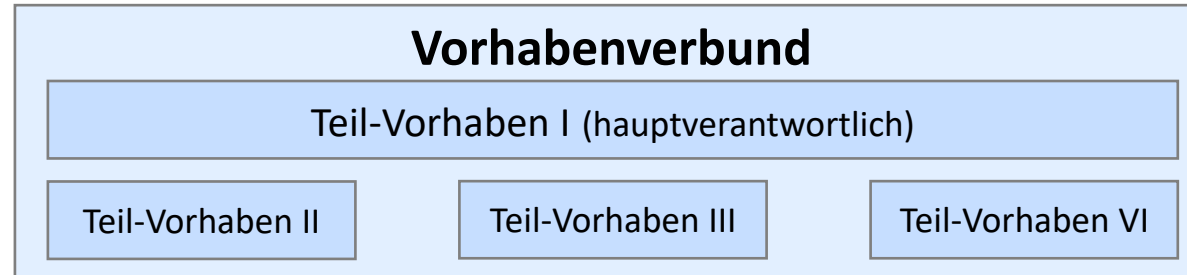 Vorhabenverbund
Teil-Vorhaben I (hauptverantwortlich)
Teil-Vorhaben II
Teil-Vorhaben III
Teil-Vorhaben VI